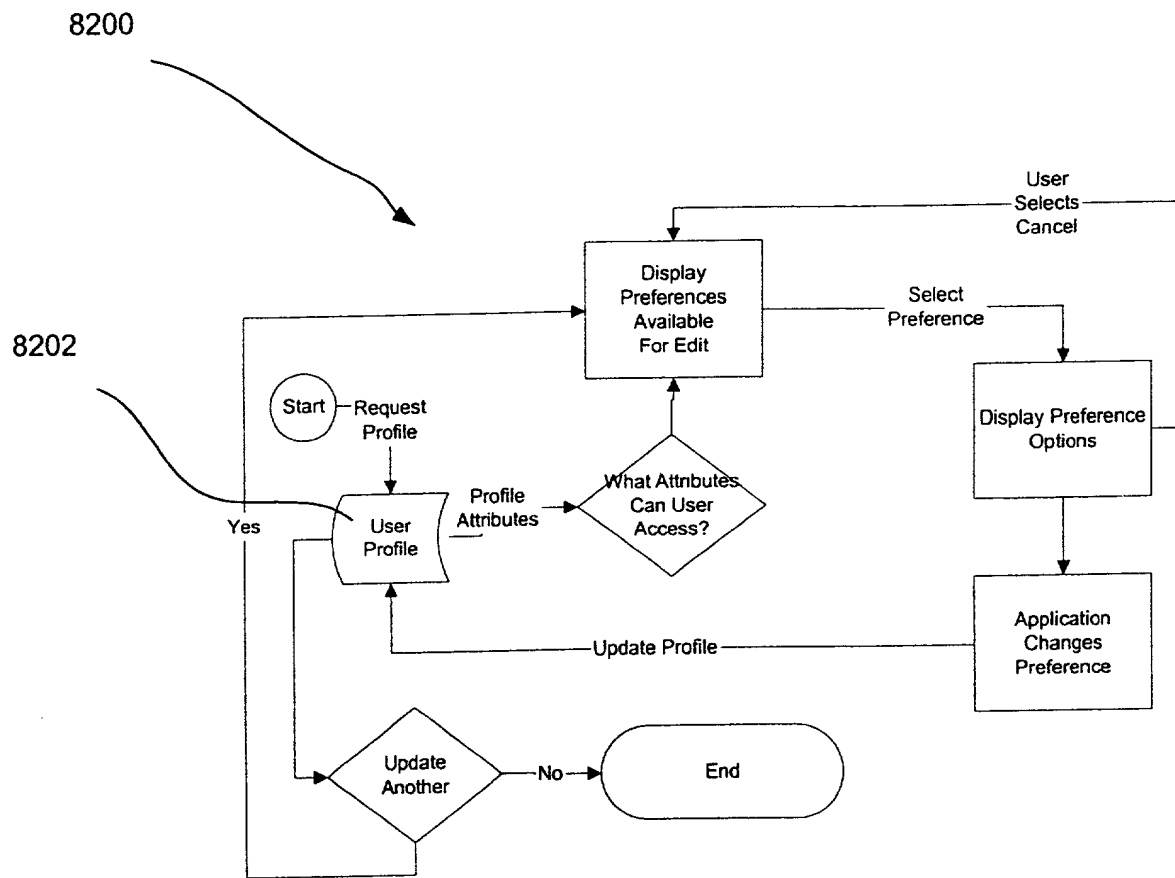 8200
User
Selects
Cancel
Display
Preferences
Available
For Edit
Select
Preference
8202
Start
Request
Profile
Display Preference
Options
What Attributes
Can User
Access?
Profile
Attributes
User
Profile
Yes
Application
Changes
Preference
Update Profile
Update
Another
No
End